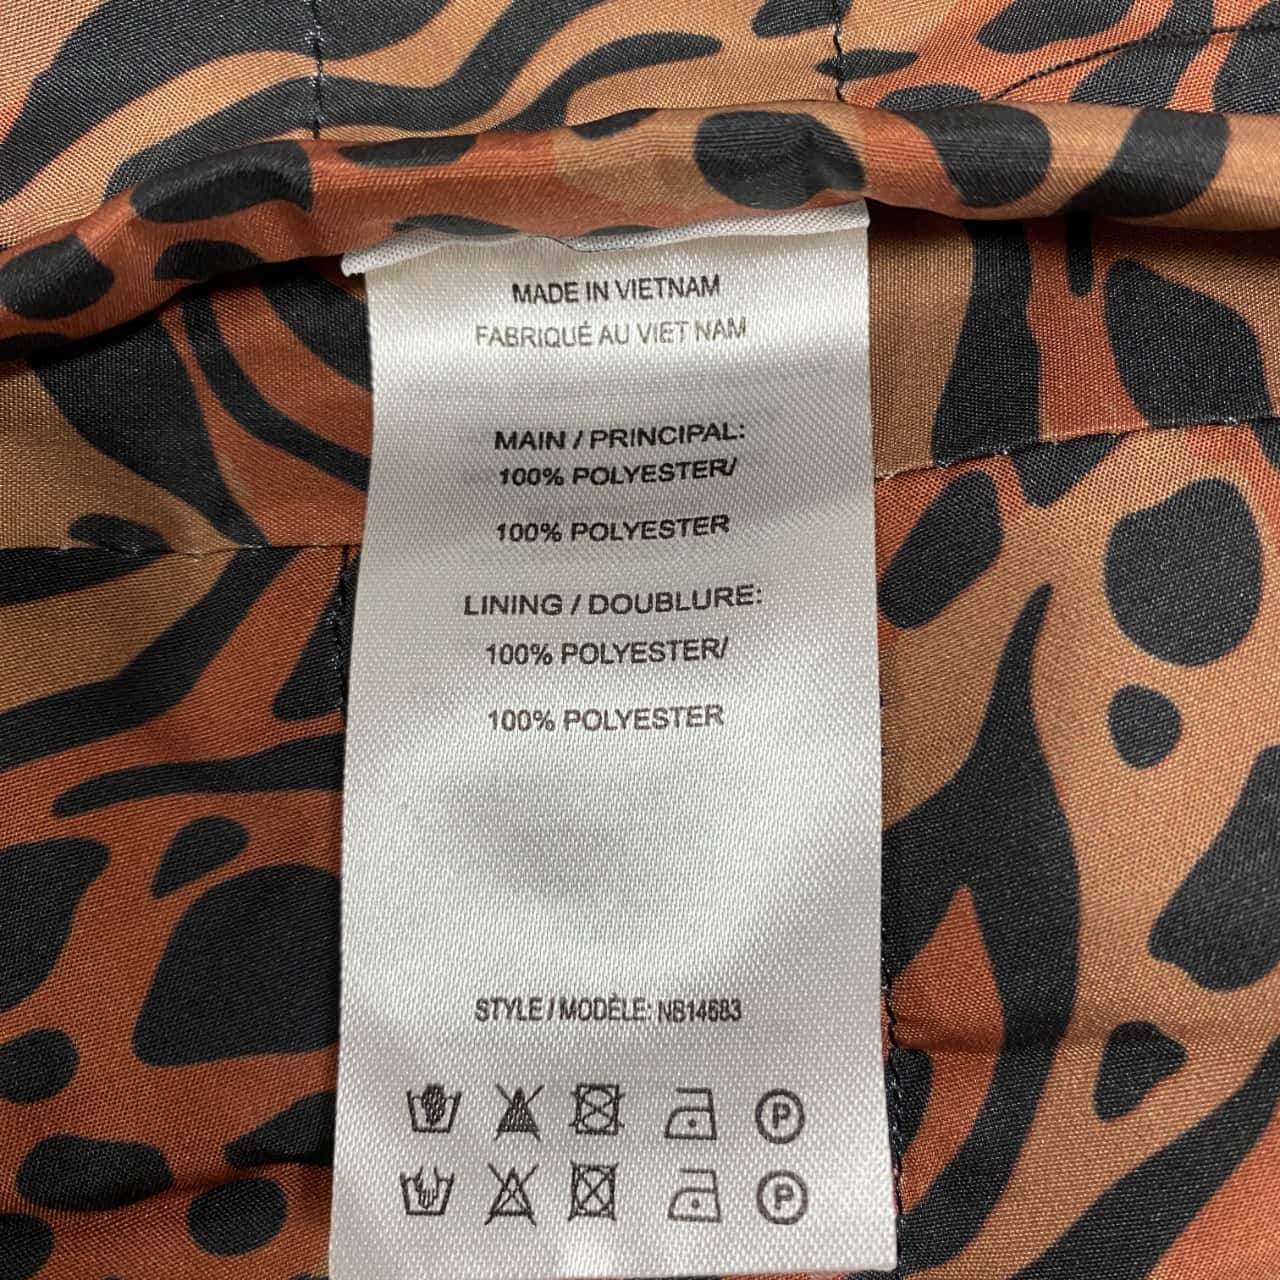 MADE IN VIETNAM
FABRIQUÉ AU VIET NAM
MAIN / PRINCIPAL:
100% POLYESTER/
100% POLYESTER
LINING / DOUBLURE:
100% POLYESTER/
100% POLYESTER
STYLE / MODÈLE: NB14683
P
P